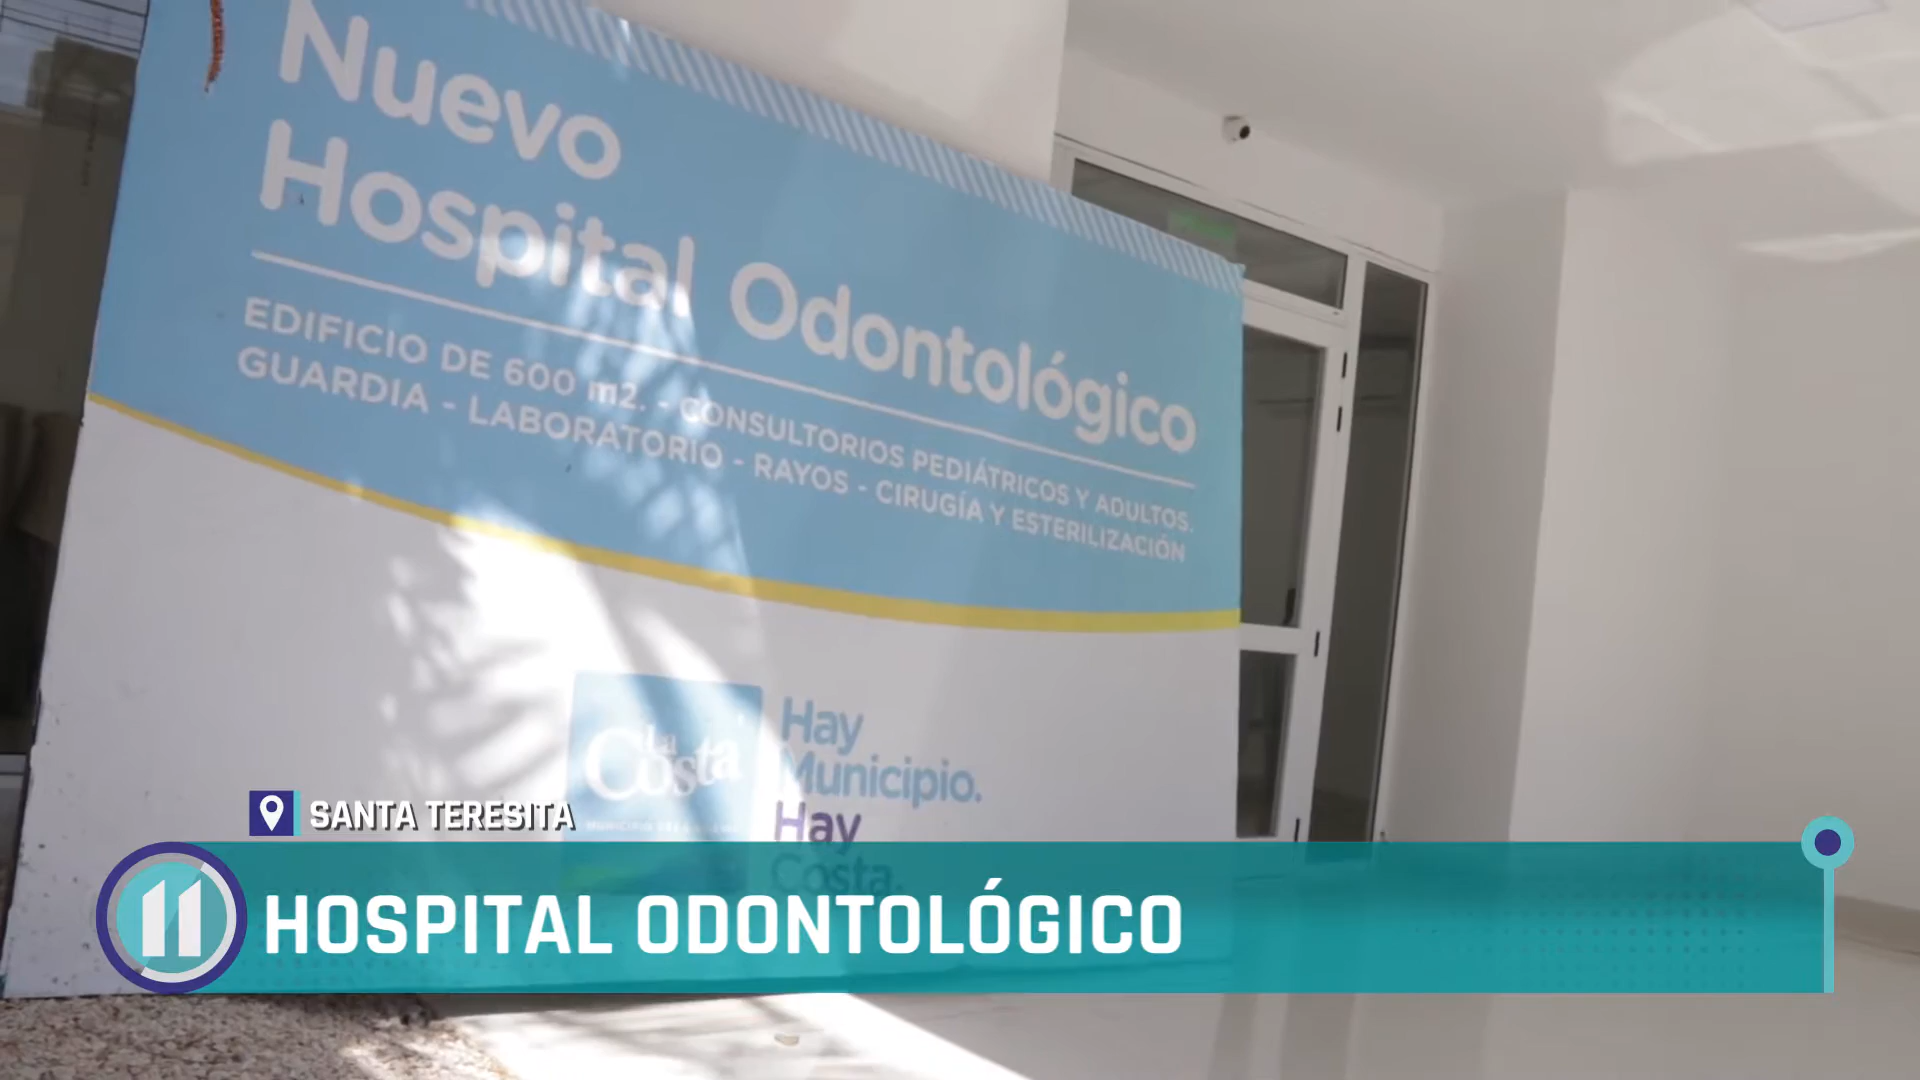 Nuevo
Hospital Odontológico
EDIFICIO DE 600 m2. - CONSULTORIOS PEDIÁTRICOS Y ADULTOS.
GUARDIA - LABORATORIO - RAYOS - CIRUGÍA Y ESTERILIZACIÓN
La
Costa
Hay
Municipio.
Hay
Costa.
SANTA TERESITA
11
HOSPITAL ODONTOLÓGICO